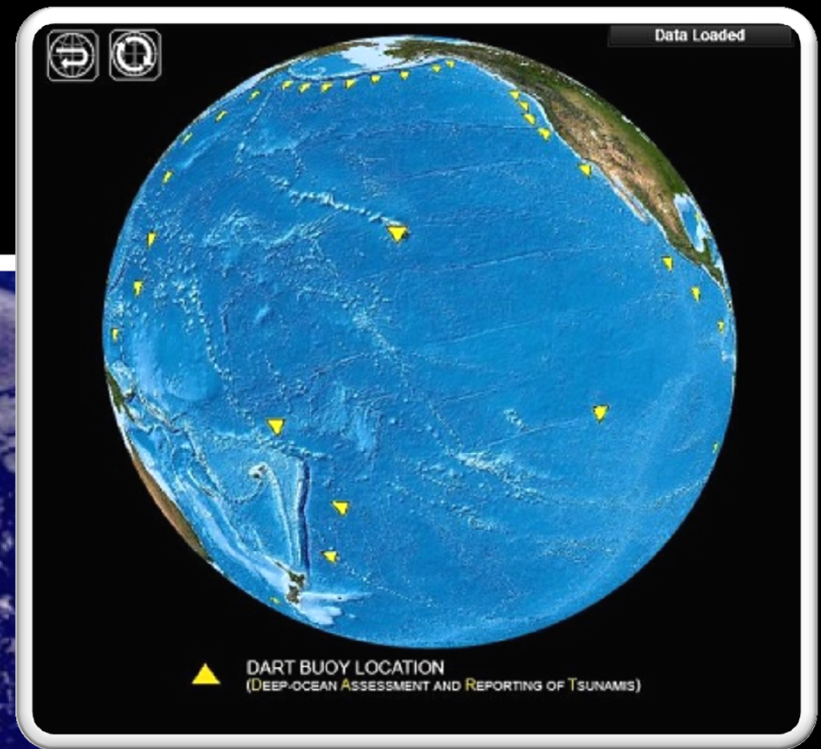 Data Loaded
DART BUOY LOCATION
(DEEP-OCEAN ASSESSMENT AND REPORTING OF TSUNAMIS)